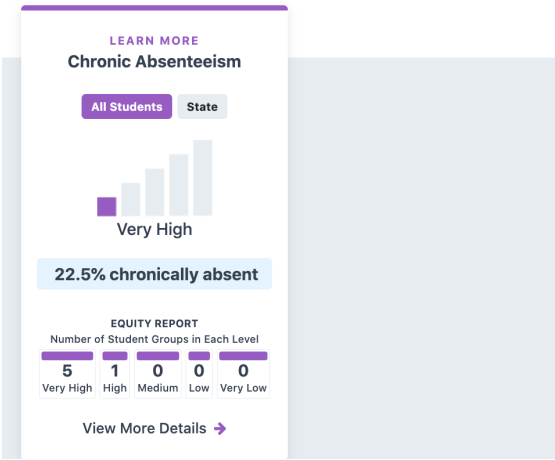 LEARN MORE
Chronic Absenteeism
All Students State
Very High
22.5% chronically absent
EQUITY REPORT
Number of Student Groups in Each Level
5 1 0 0 0
Very High High Medium Low Very Low
View More Details